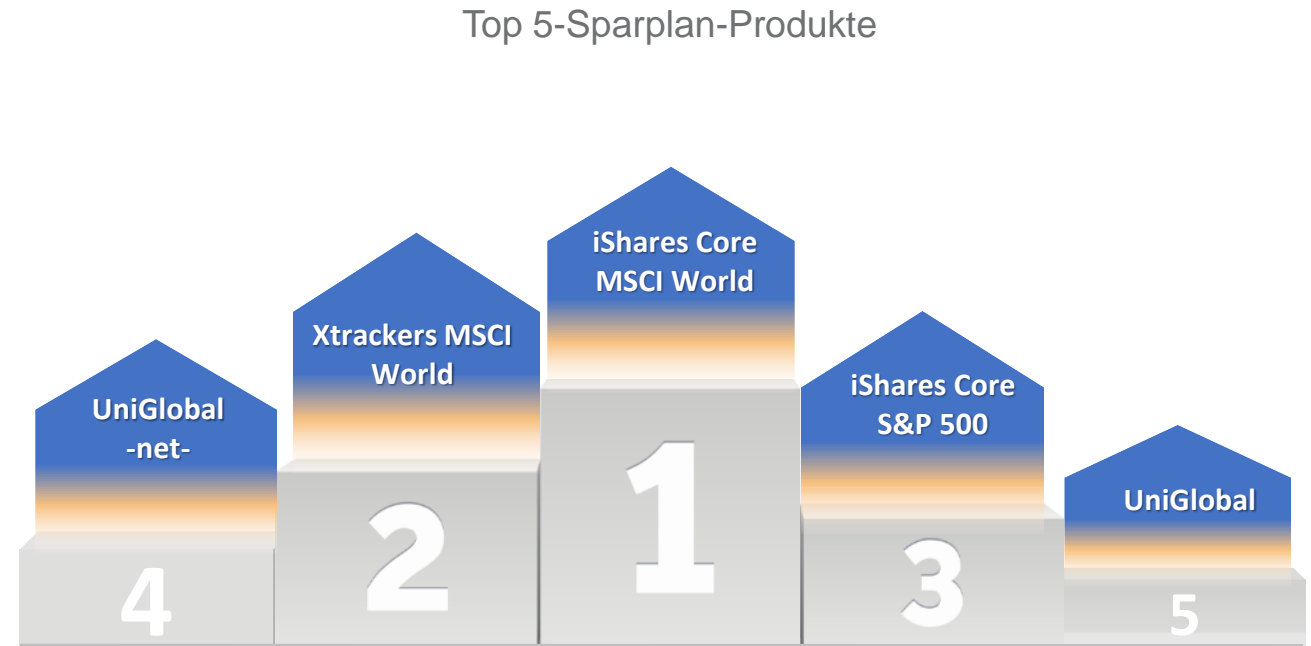 Top 5-Sparplan-Produkte
iShares Core
MSCI World
Xtrackers MSCI
World
iShares Core
S&P 500
UniGlobal
-net-
UniGlobal
1
2
3
4
5